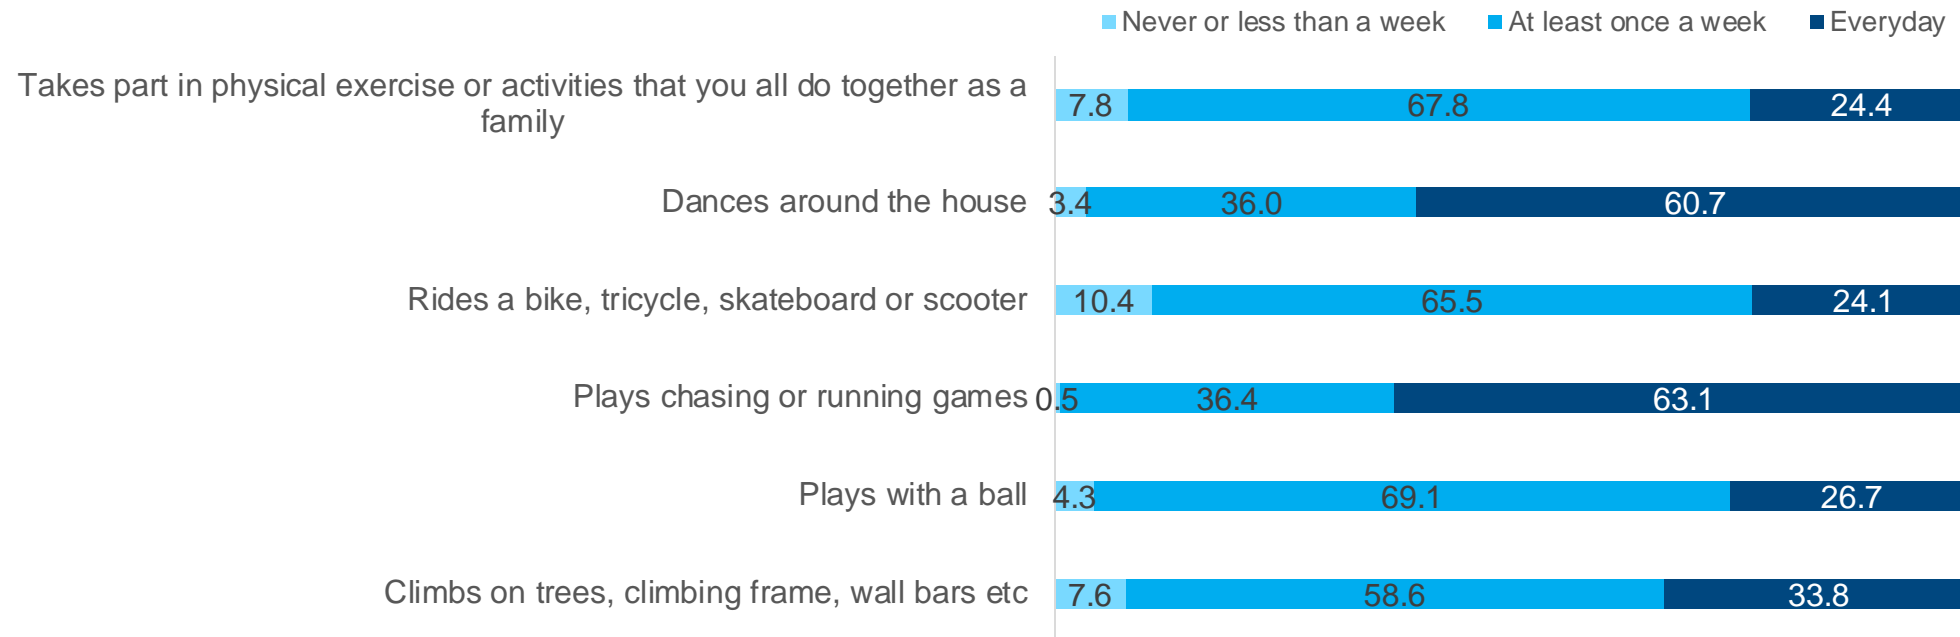 Never or less than a week At least once a week Everyday
Takes part in physical exercise or activities that you all do together as a
family
7.8 67.8 24.4
Dances around the house 3.4 36.0 60.7
Rides a bike, tricycle, skateboard or scooter 10.4 65.5 24.1
Plays chasing or running games 0.5 36.4 63.1
Plays with a ball 4.3 69.1 26.7
Climbs on trees, climbing frame, wall bars etc 7.6 58.6 33.8